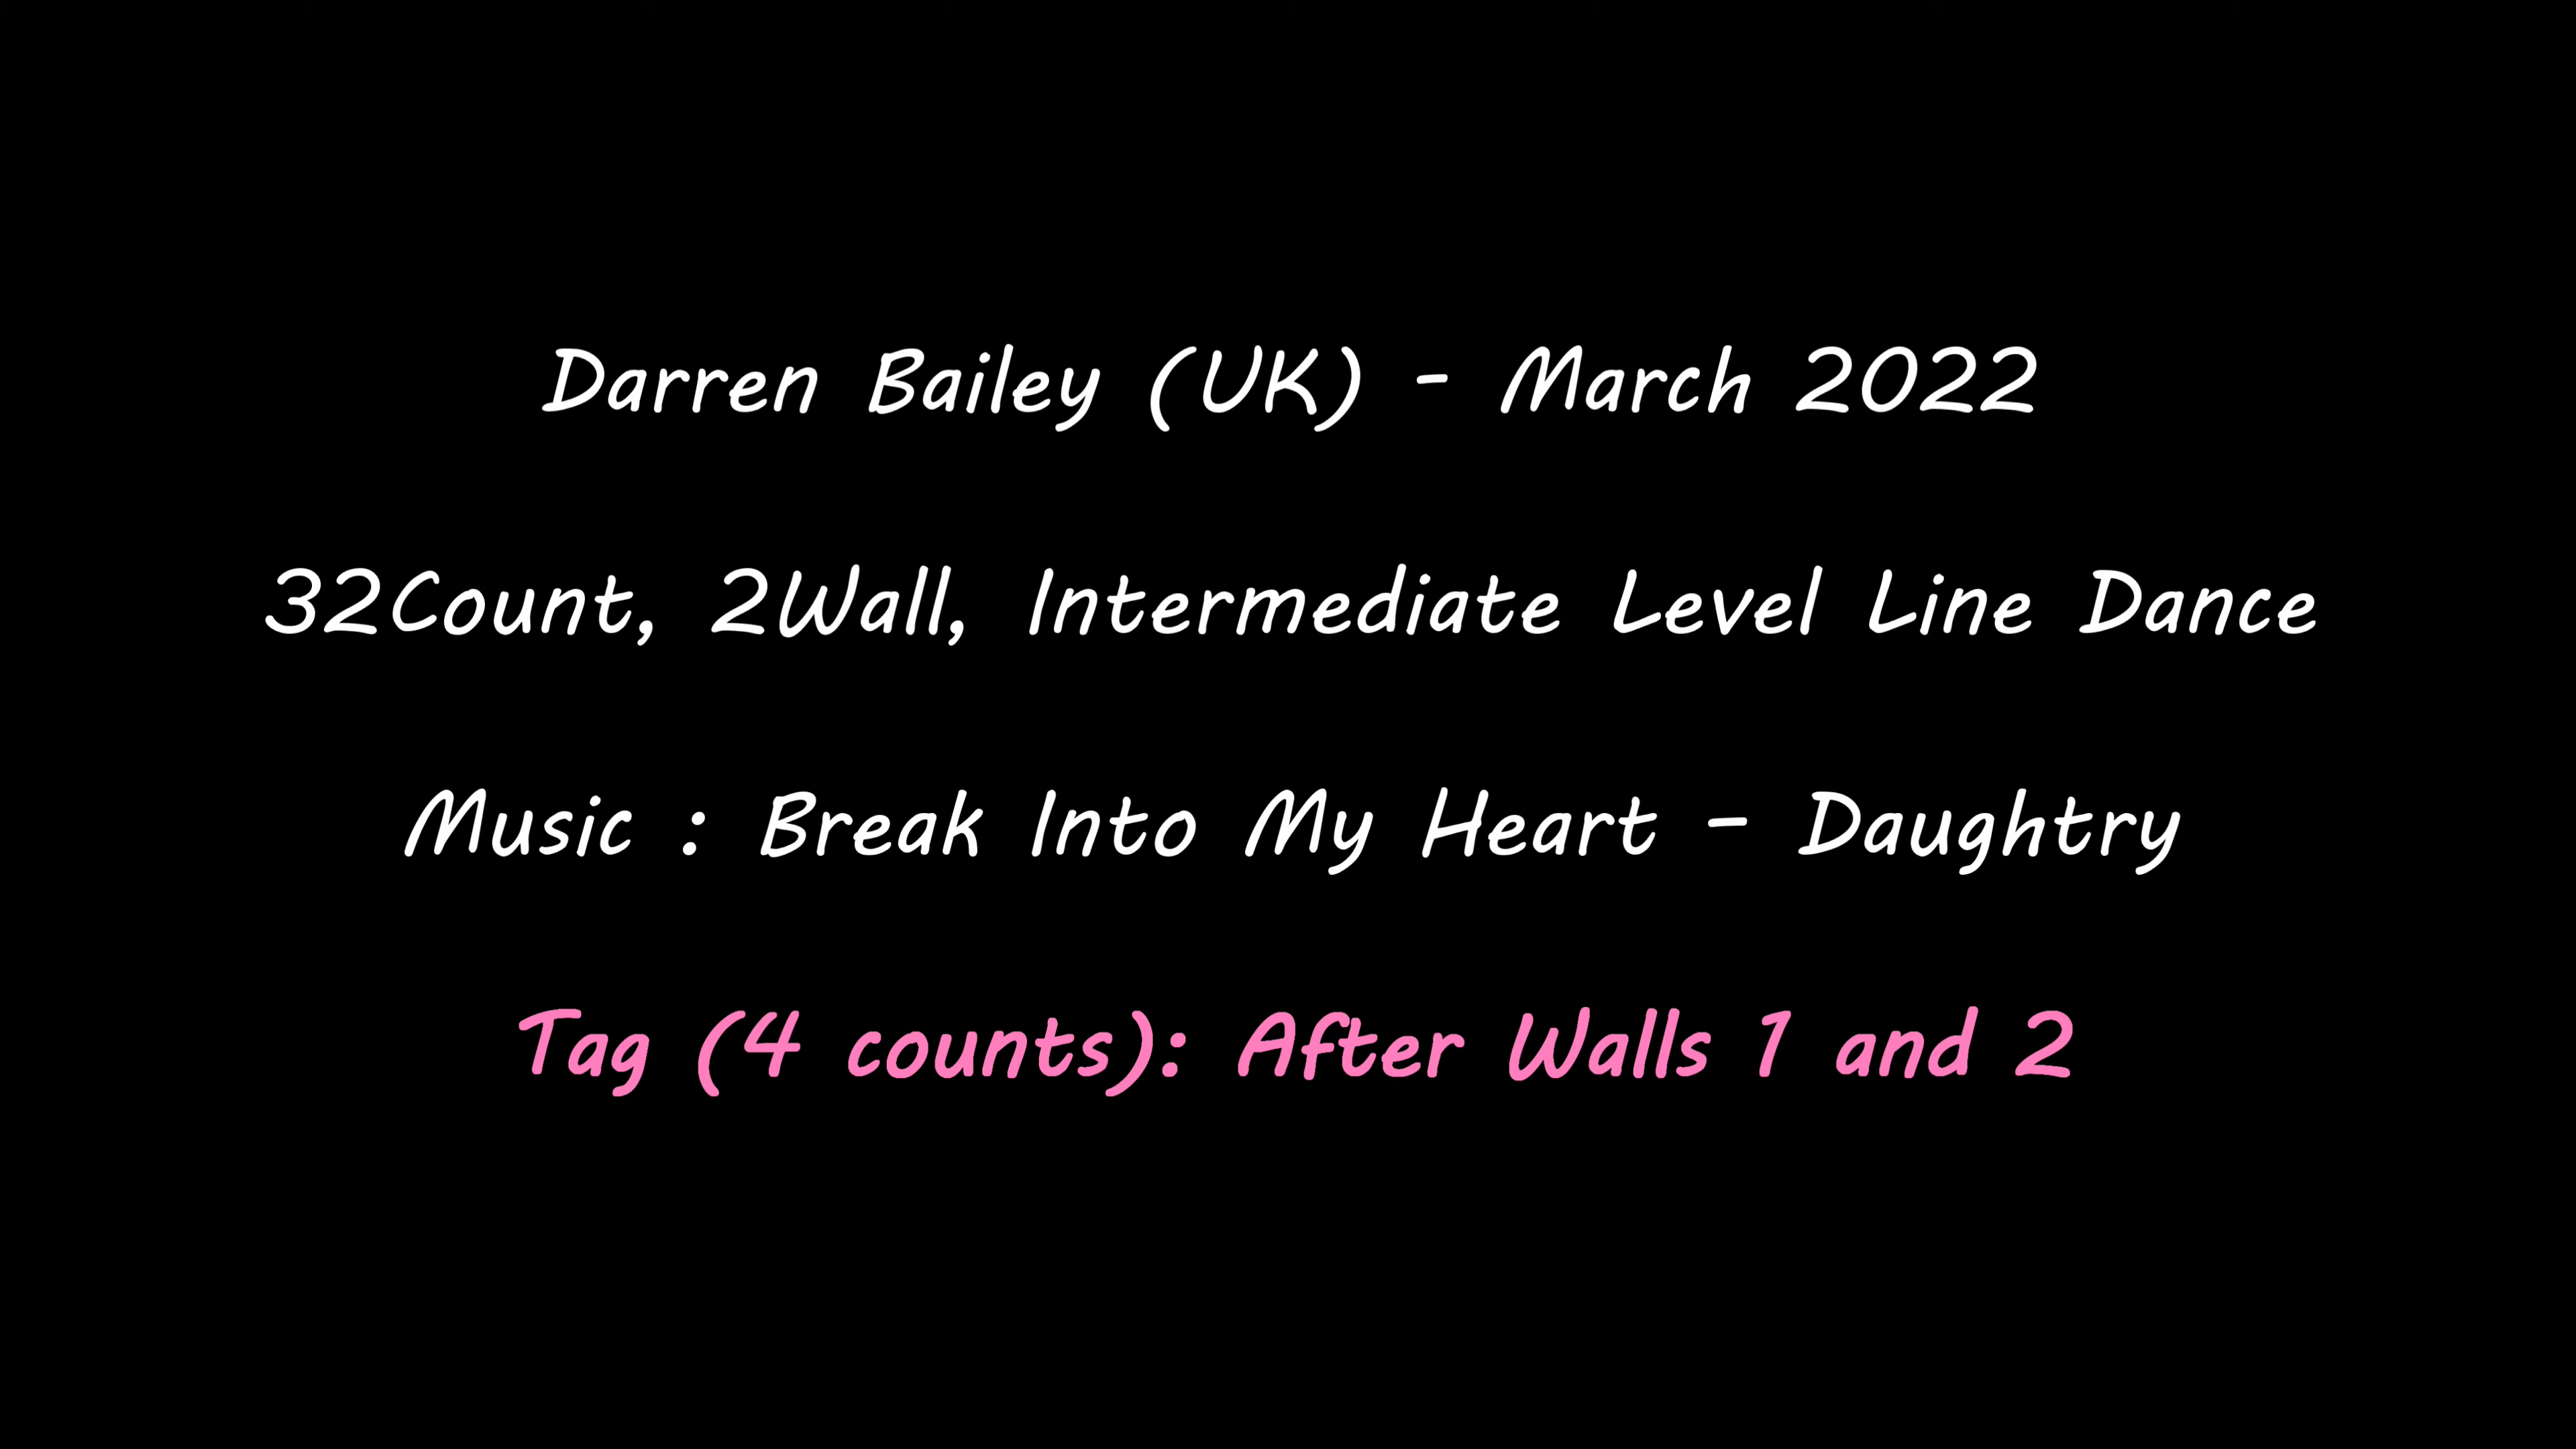 Darren Bailey (UK) - March 2022
32Count, 2Wall, Intermediate Level Line Dance
Music : Break Into My Heart - Daughtry
Tag (4 counts): After Walls 1 and 2